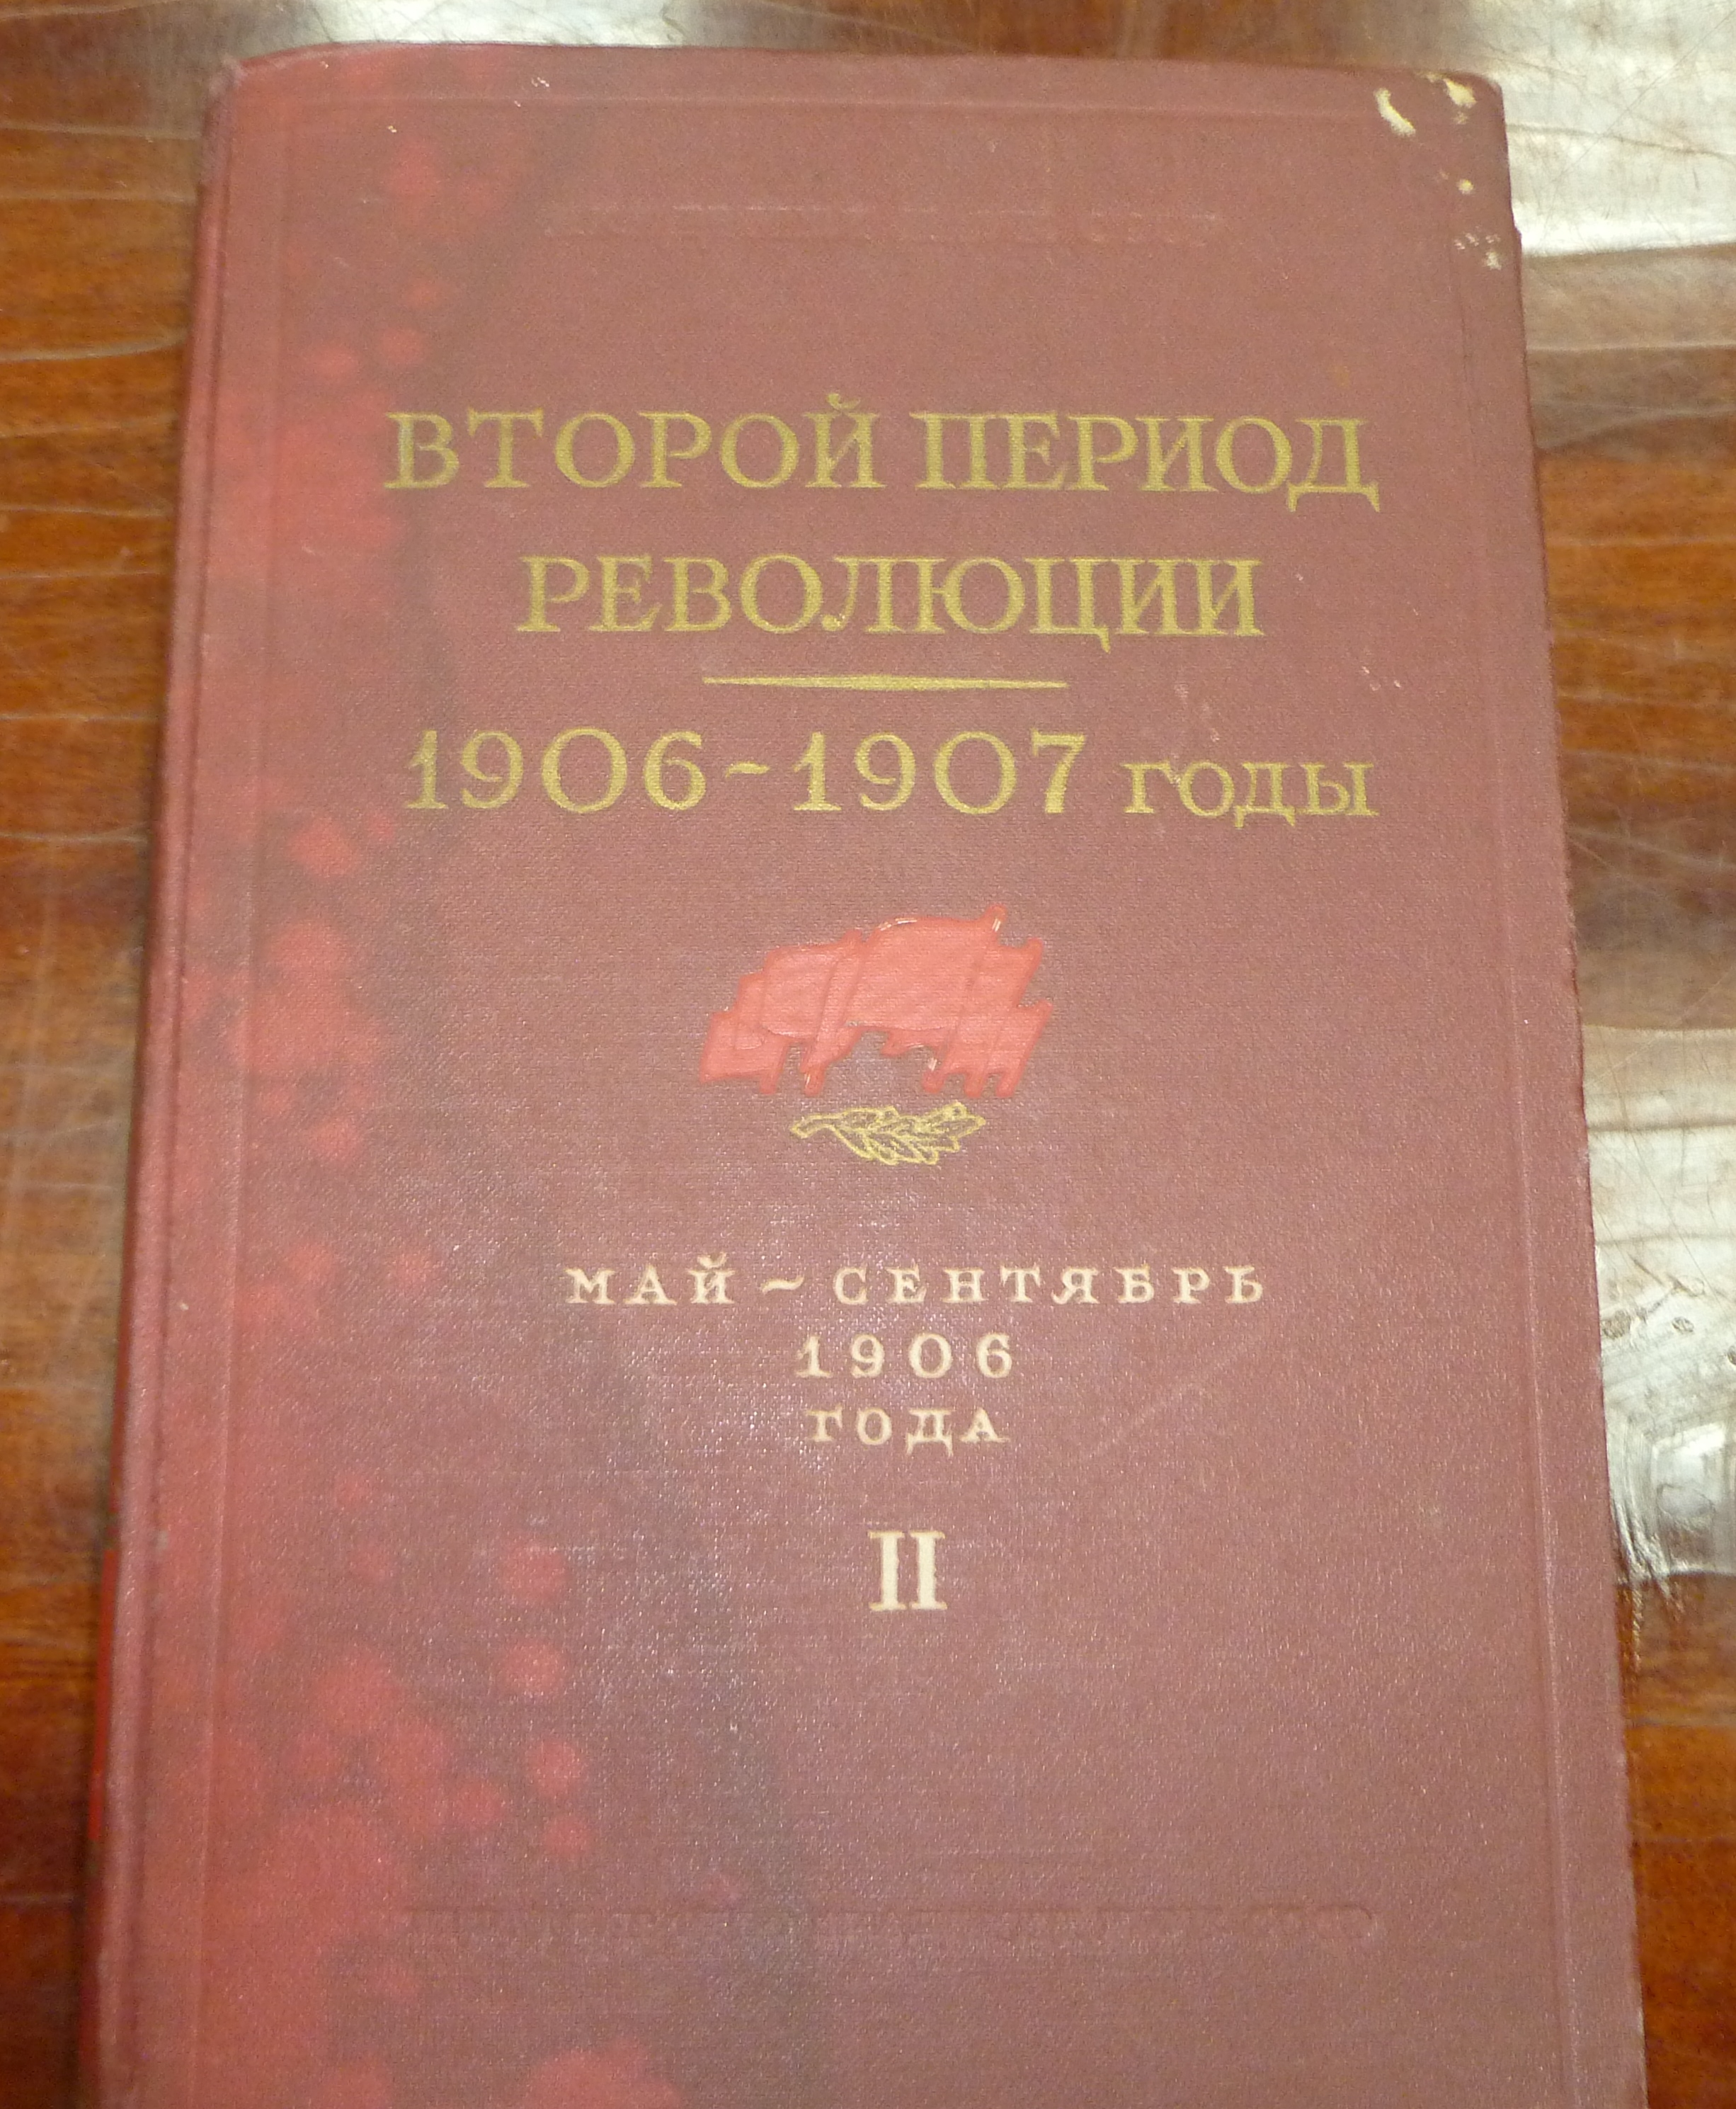 ВТОРОЙ ПЕРИОД
РЕВОЛЮЦИИ
1906-1907 годы
МАЙ ~ СЕНТЯБРЬ
1906
ГОДА
II